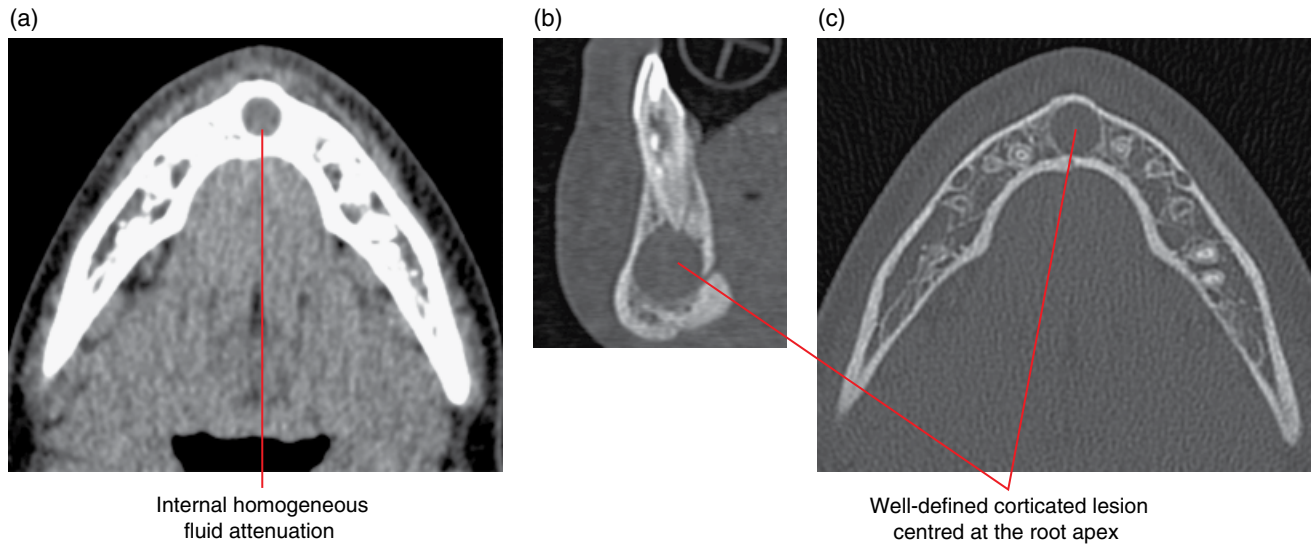 (a)
(b)
(c)
Internal homogeneous
fluid attenuation
Well-defined corticated lesion
centred at the root apex